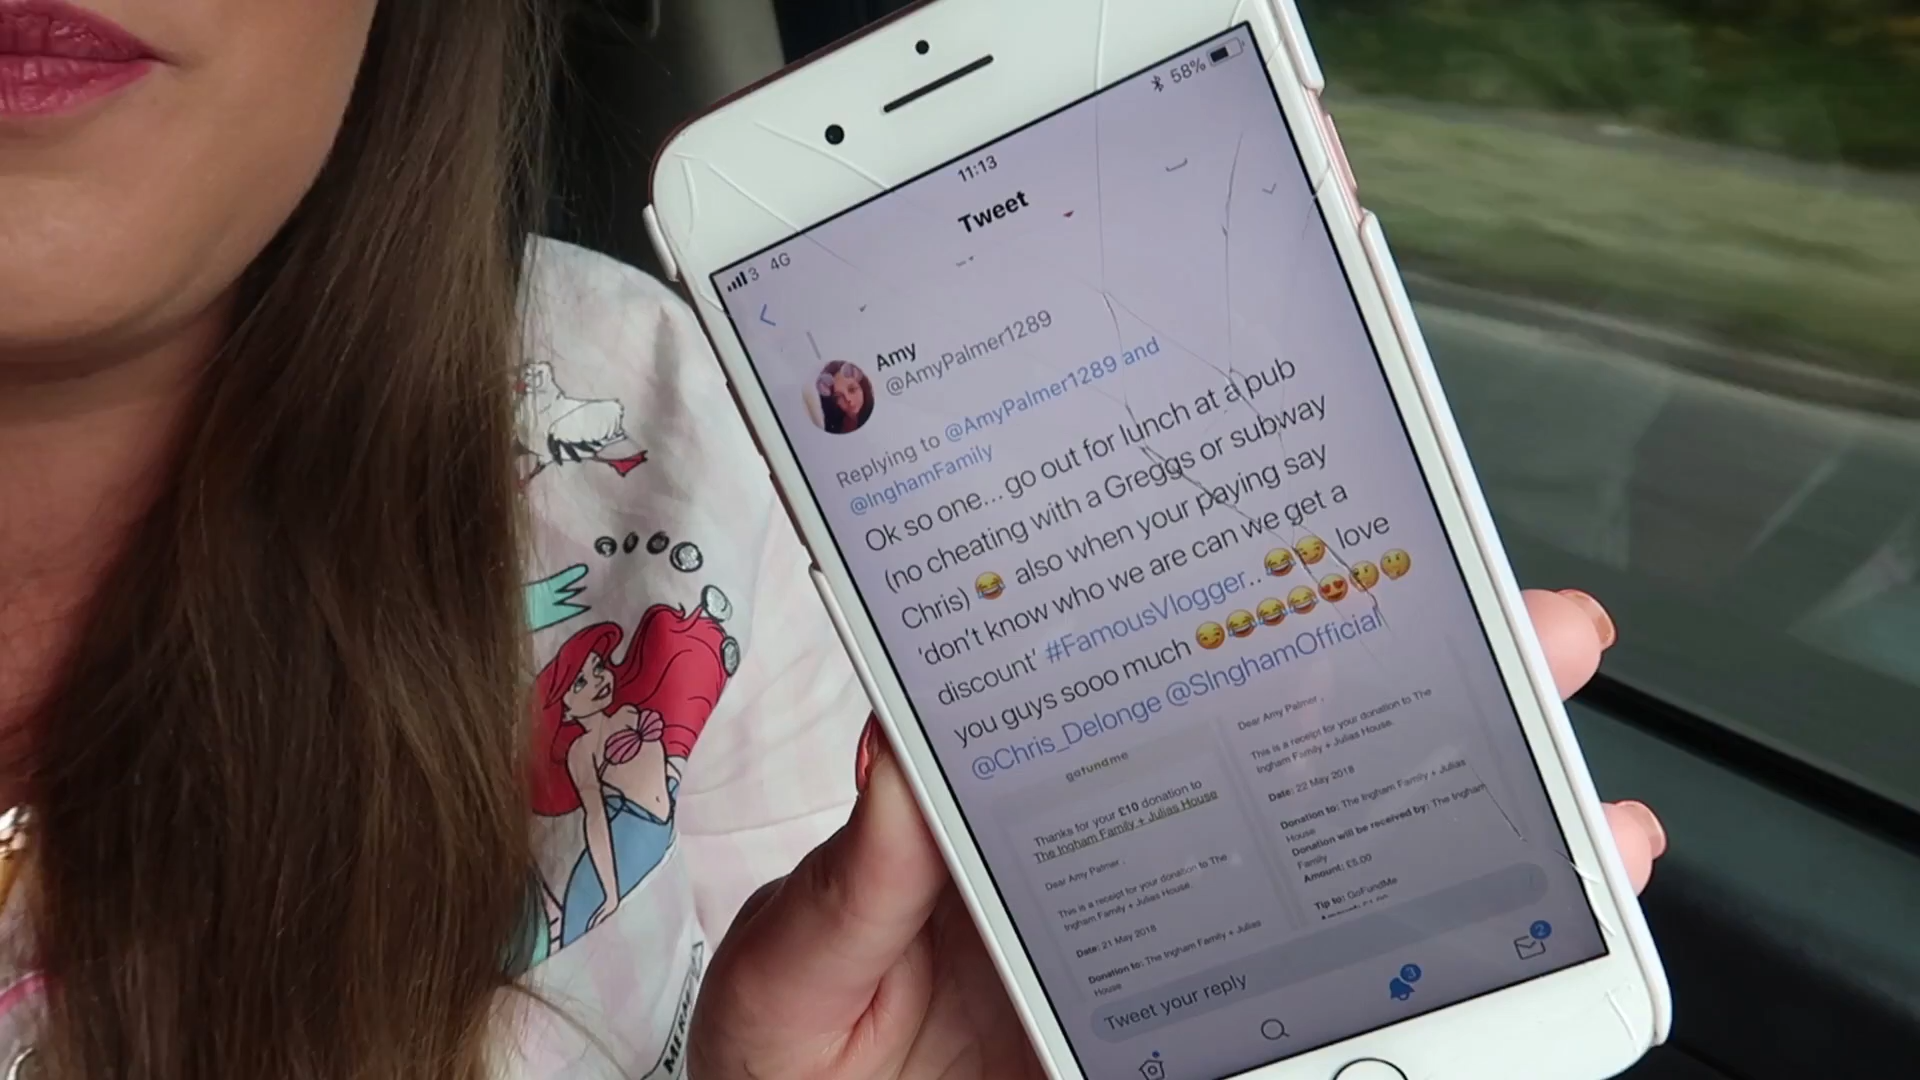 58%
11:13
3 4G
Tweet
Amy
@AmyPalmer1289
Replying to @AmyPalmer1289 and
@InghamFamily
Ok so one...go out for lunch at a pub
(no cheating with a Greggs or subway
Chris) 😂 also when your paying say
'don't know who we are can we get a
discount' #FamousVlogger..😂😉 love
you guys sooo much 😉😂😂😂😍🤔🤔
@Chris_Delonge @SInghamOfficial
gofundme
Thanks for your £10 donation to
The Ingham Family + Julias House
Dear Amy Palmer ,
This is a receipt for your donation to The
Ingham Family + Julias House.
Date: 21 May 2018
Donation to: The Ingham Family + Julias
House
Dear Amy Palmer ,
This is a receipt for your donation to The
Ingham Family + Julias House.
Date: 22 May 2018
Donation to: The Ingham Family + Julias
House
Donation will be received by: The Ingham
Family
Amount: £5.00
Tip to: GoFundMe
Tweet your reply
3
2